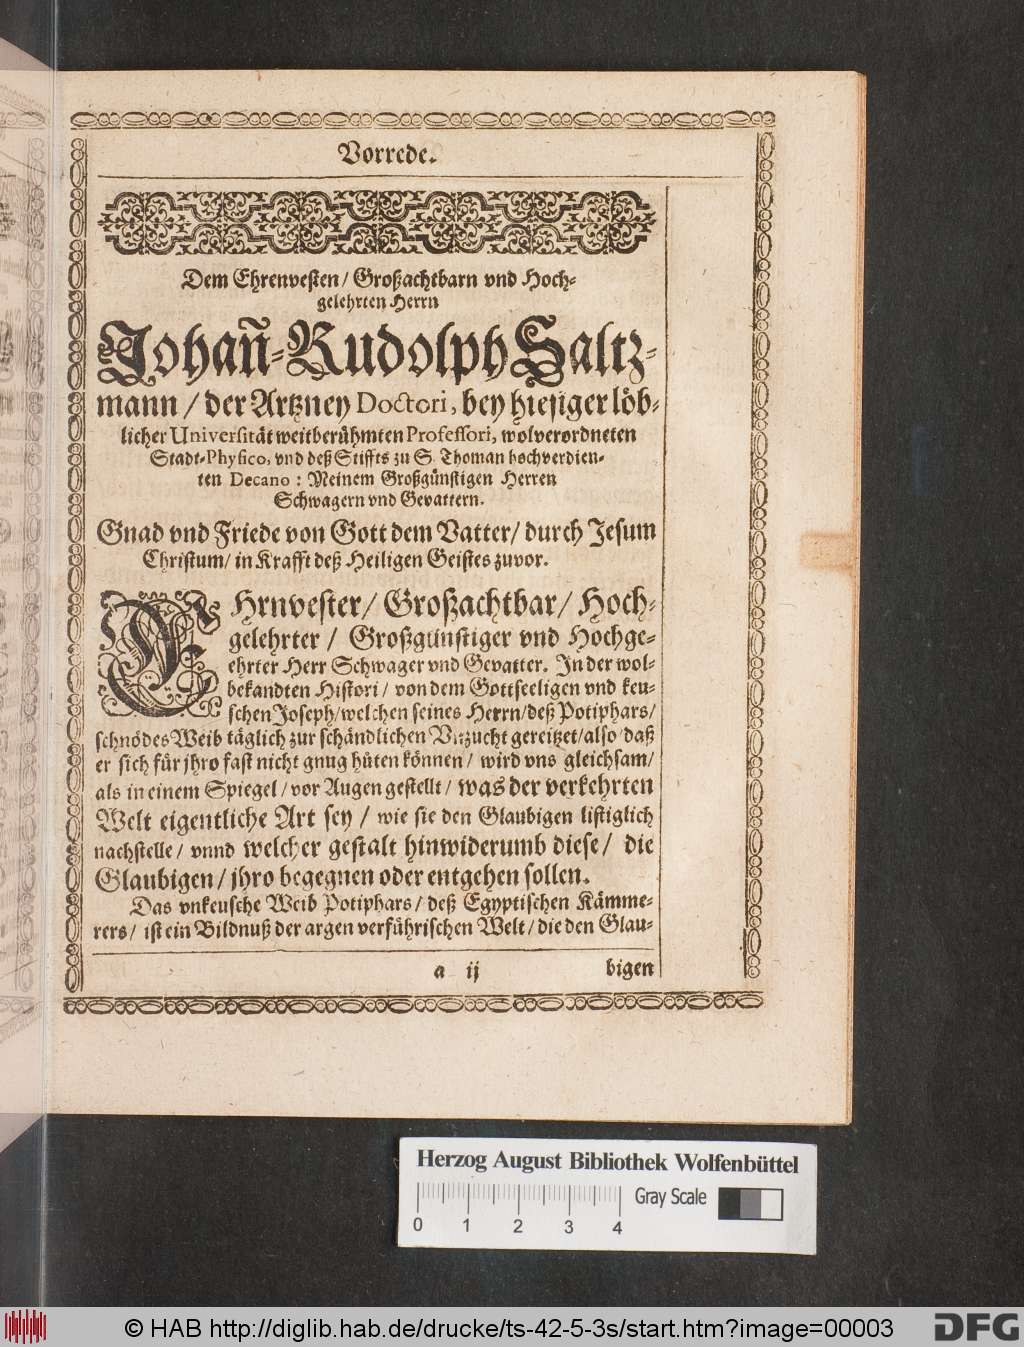 Vorrede.
Dem Ehrenvesten / Großachtbarn vnd Hoch-
gelehrten Herrn
Johañ-Rudolph Saltz-
mann / der Artzney Doctori, bey hiesiger löb-
licher Universität weitberühmten Professori, wolverordneten
Stadt-Physico, vnd deß Stiffts zu S. Thoman hochverdien-
ten Decano : Meinem Großgünstigen Herren
Schwagern vnd Gevattern.
Gnad vnd Friede von Gott dem Vatter / durch Jesum
Christum / in Krafft deß Heiligen Geistes zuvor.
EHrnvester / Großachtbar / Hoch-
gelehrter / Großgünstiger vnd Hochge-
ehrter Herr Schwager vnd Gevatter. In der wol-
bekandten Histori / von dem Gottseeligen vnd keu-
schen Joseph / welchen seines Herrn / deß Potiphars /
schnödes Weib täglich zur schändlichen Vnzucht gereitzet / also / daß
er sich für jhro fast nicht gnug hüten können / wird vns gleichsam /
als in einem Spiegel / vor Augen gestellt / was der verkehrten
Welt eigentliche Art sey / wie sie den Glaubigen listiglich
nachstelle / vnnd welcher gestalt hinwiderumb diese / die
Glaubigen / jhro begegnen oder entgehen sollen.
Das vnkeusche Weib Potiphars / deß Egyptischen Kämme-
rers / ist ein Bildnuß der argen verführischen Welt / die den Glau-
a ij bigen
Herzog August Bibliothek Wolfenbüttel
Gray Scale
0 1 2 3 4
© HAB http://diglib.hab.de/drucke/ts-42-5-3s/start.htm?image=00003
DFG